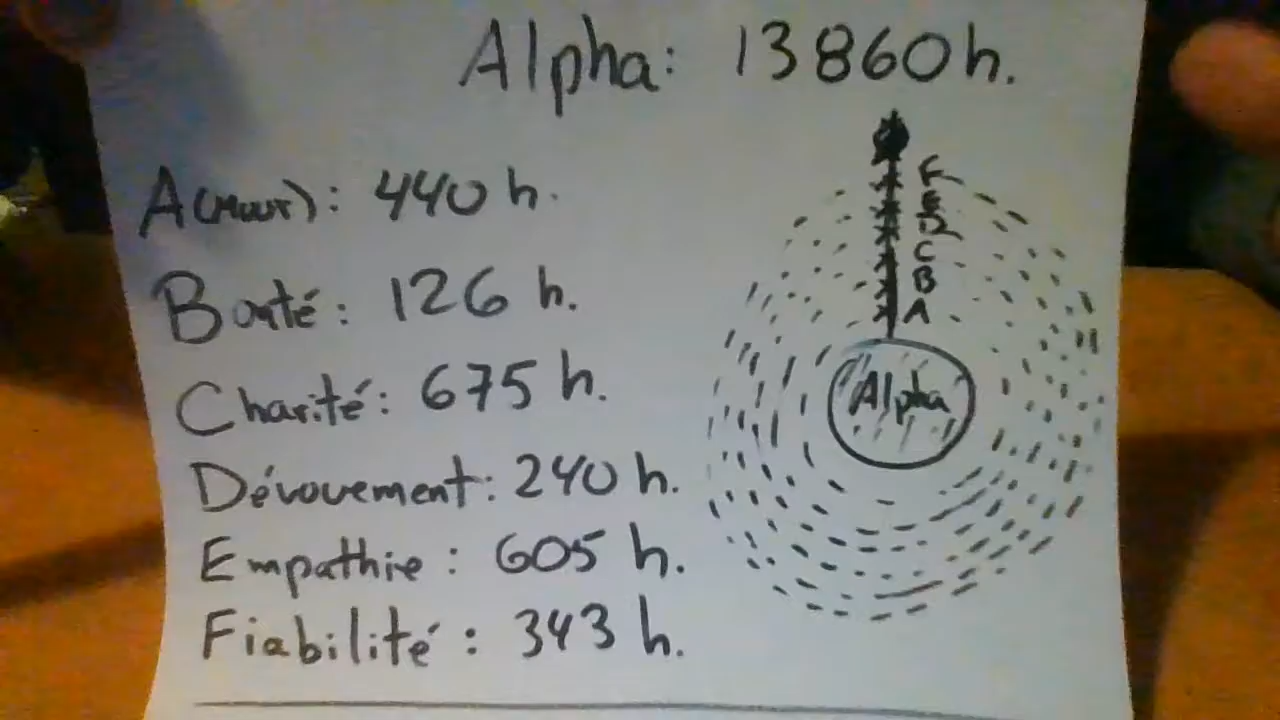 Alpha: 13860 h.
A(mour): 440 h.
Bonté: 126 h.
Charité: 675 h.
Dévouement: 240 h.
Empathie: 605 h.
Fiabilité: 343 h.
F
E
D
C
B
A
Alpha